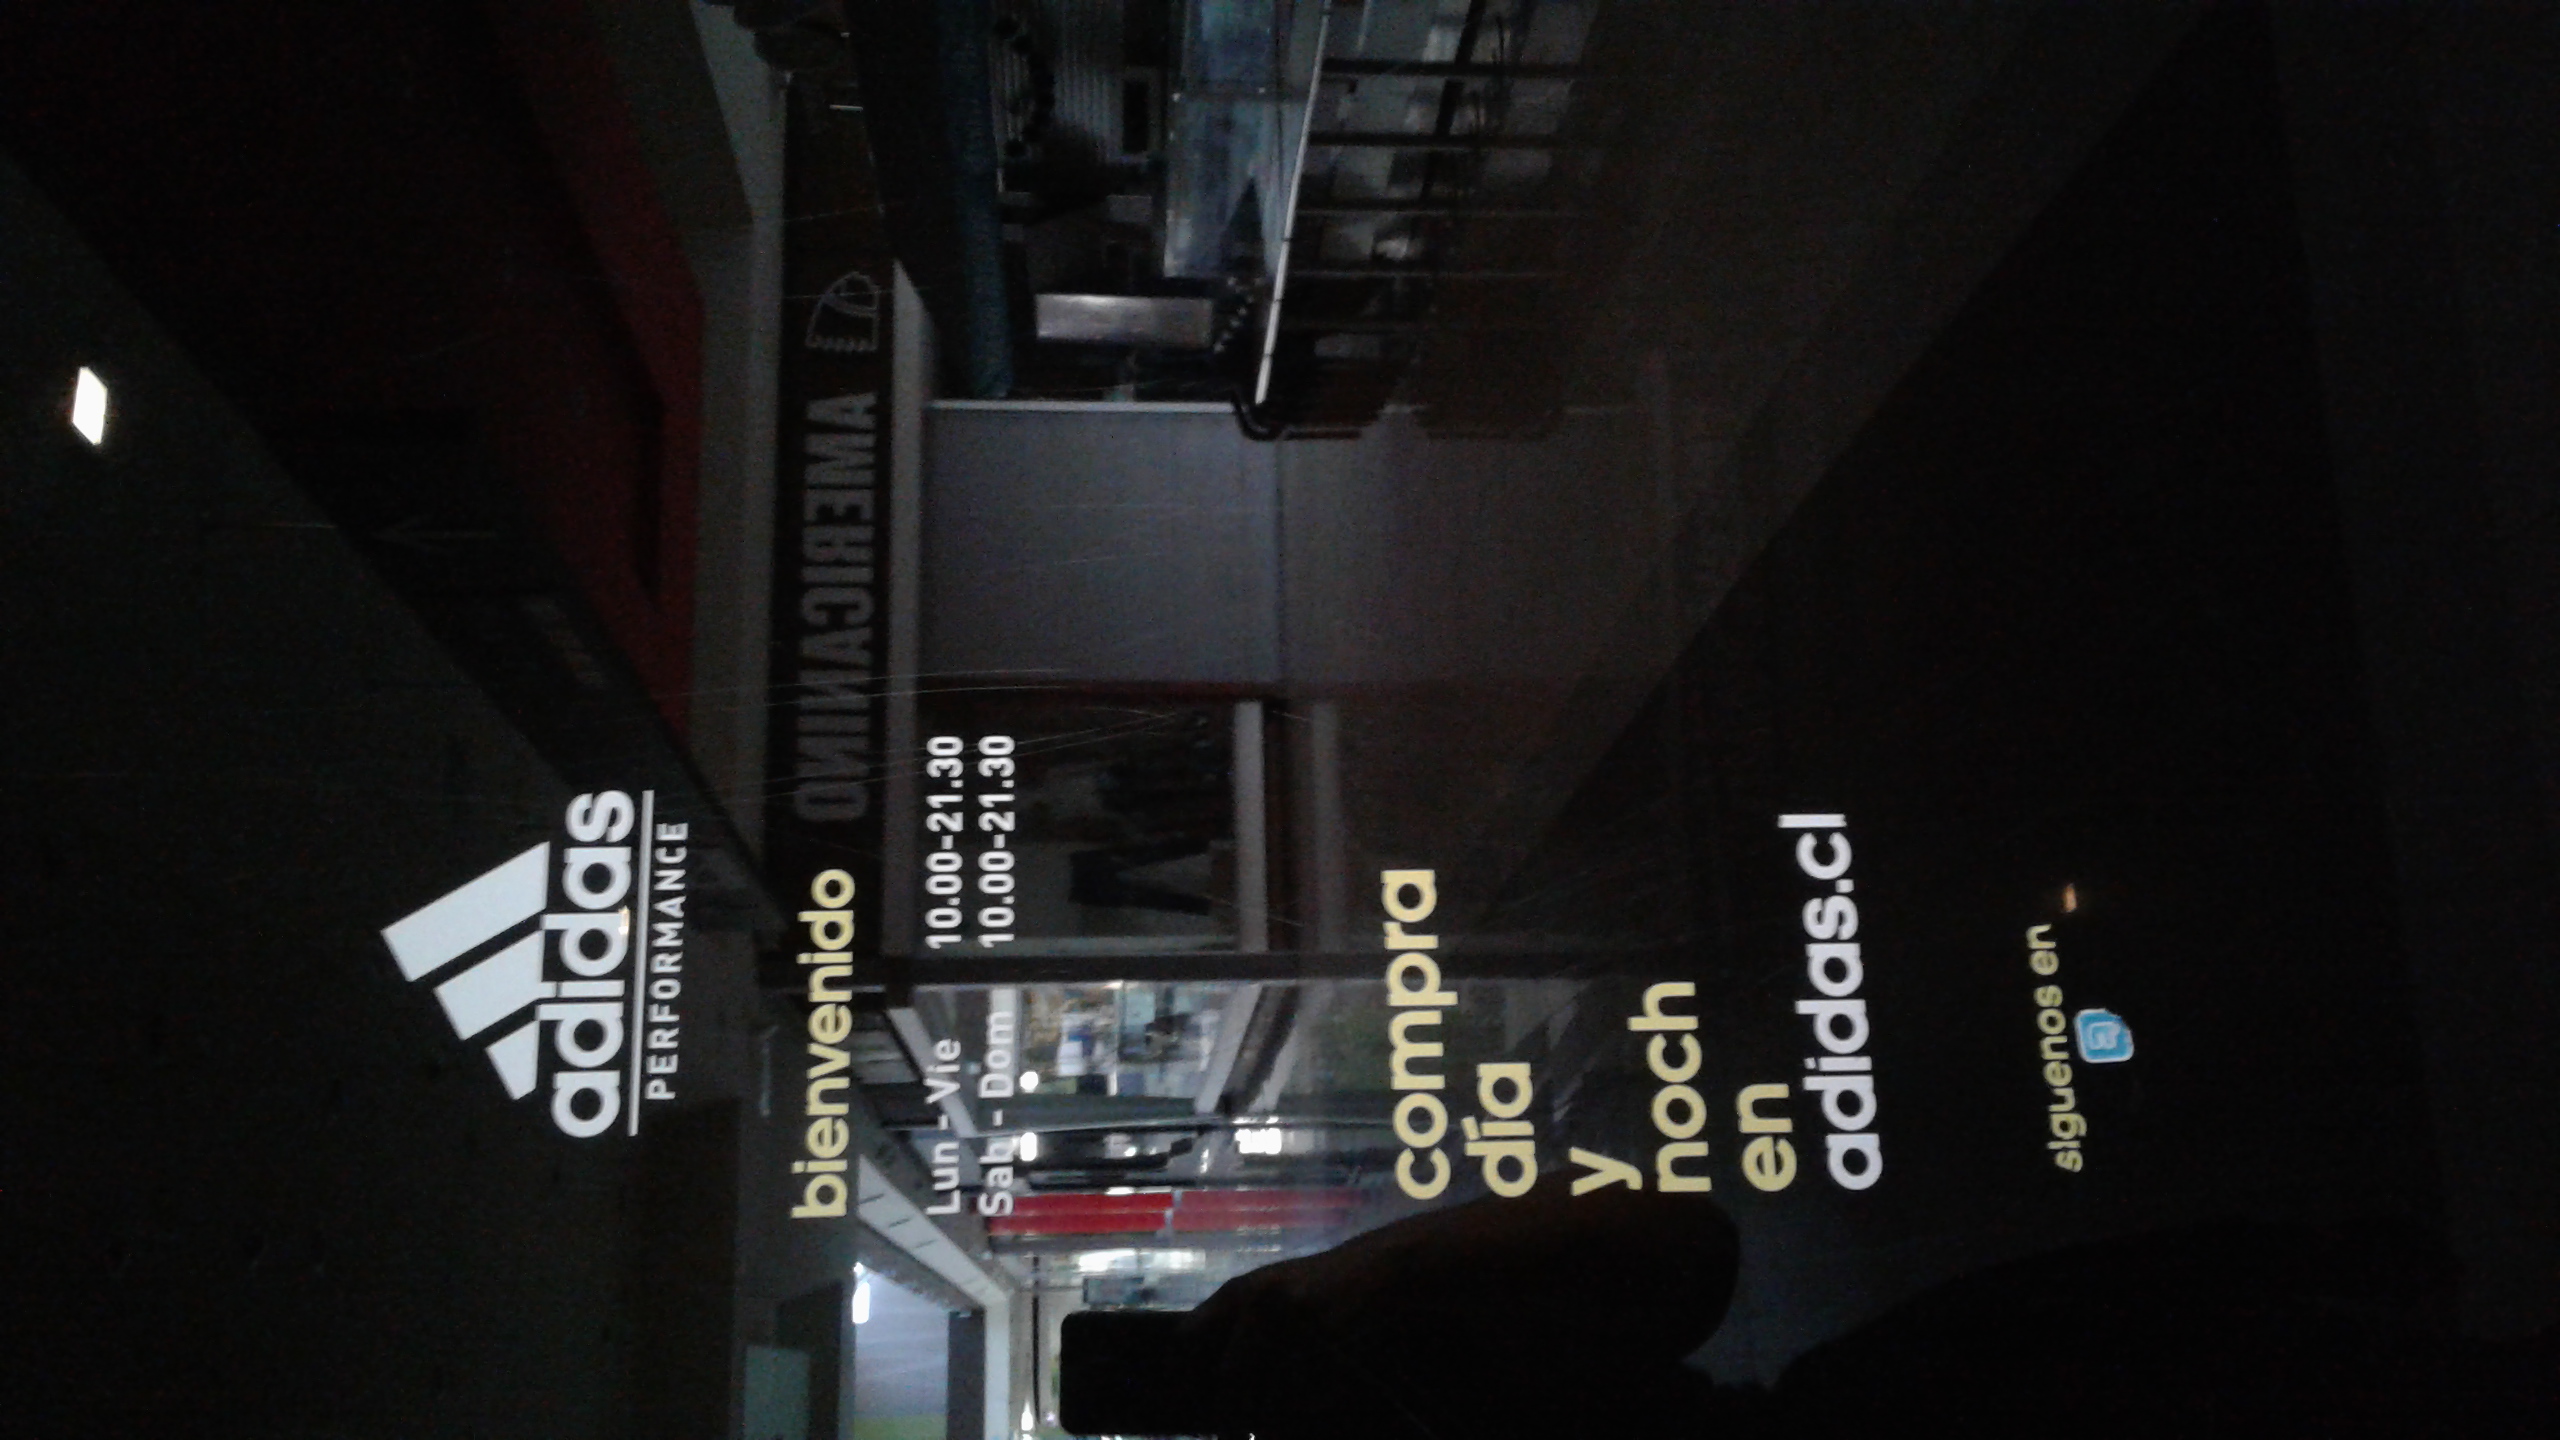 adidas
PERFORMANCE
bienvenido
AMERICANINO
Lun - Vie 10.00-21.30
Sab - Dom 10.00-21.30
compra
día
y
noch
en
adidas.cl
siguenos en